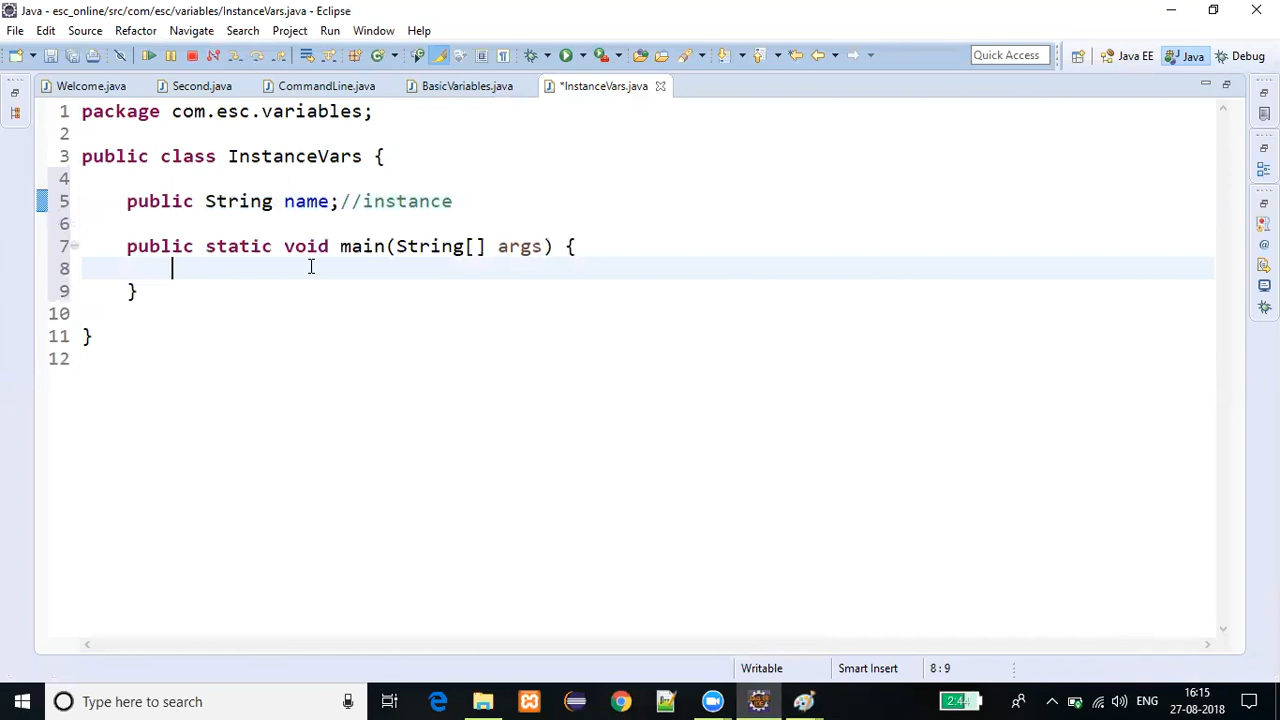 Java - esc_online/src/com/esc/variables/InstanceVars.java - Eclipse
File Edit Source Refactor Navigate Search Project Run Window Help
Quick Access Java EE Java Debug
Welcome.java Second.java CommandLine.java BasicVariables.java *InstanceVars.java
1 package com.esc.variables;
2
3 public class InstanceVars {
4
5 public String name;//instance
6
7 public static void main(String[] args) {
8
9 }
10
11 }
12
Writable Smart Insert 8 : 9
Type here to search 2:44 ENG 16:15
27-08-2018